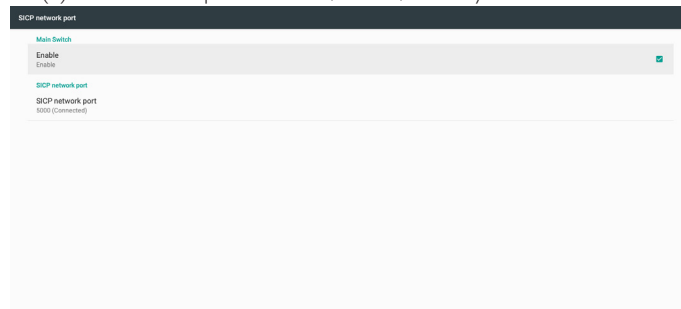 SICP network port
Main Switch
Enable
Enable
SICP network port
SICP network port
5000 (Connected)